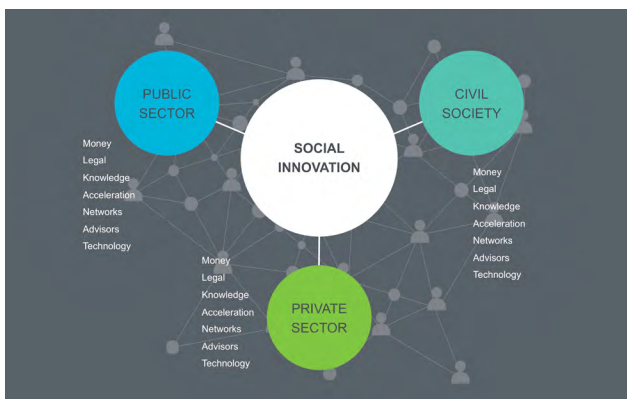 PUBLIC
SECTOR
CIVIL
SOCIETY
SOCIAL
INNOVATION
Money
Legal
Knowledge
Acceleration
Networks
Advisors
Technology
Money
Legal
Knowledge
Acceleration
Networks
Advisors
Technology
Money
Legal
Knowledge
Acceleration
Networks
Advisors
Technology
PRIVATE
SECTOR